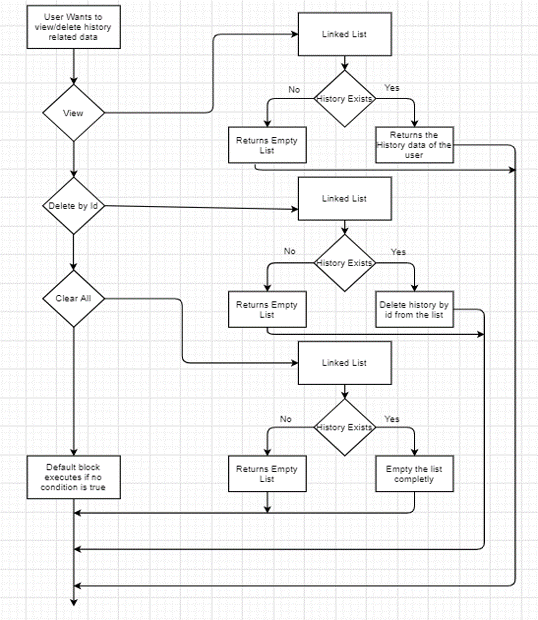 User Wants to
view/delete history
related data
Linked List
View
No
History Exists
Yes
Returns Empty
List
Returns the
History data of the
user
Delete by Id
Linked List
No
History Exists
Yes
Clear All
Returns Empty
List
Delete history by
id from the list
Linked List
No
History Exists
Yes
Default block
executes if no
condition is true
Returns Empty
List
Empty the list
completly